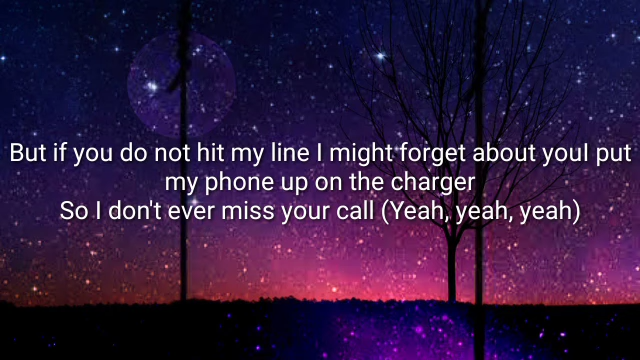 But if you do not hit my line I might forget about youI put
my phone up on the charger
So I don't ever miss your call (Yeah, yeah, yeah)